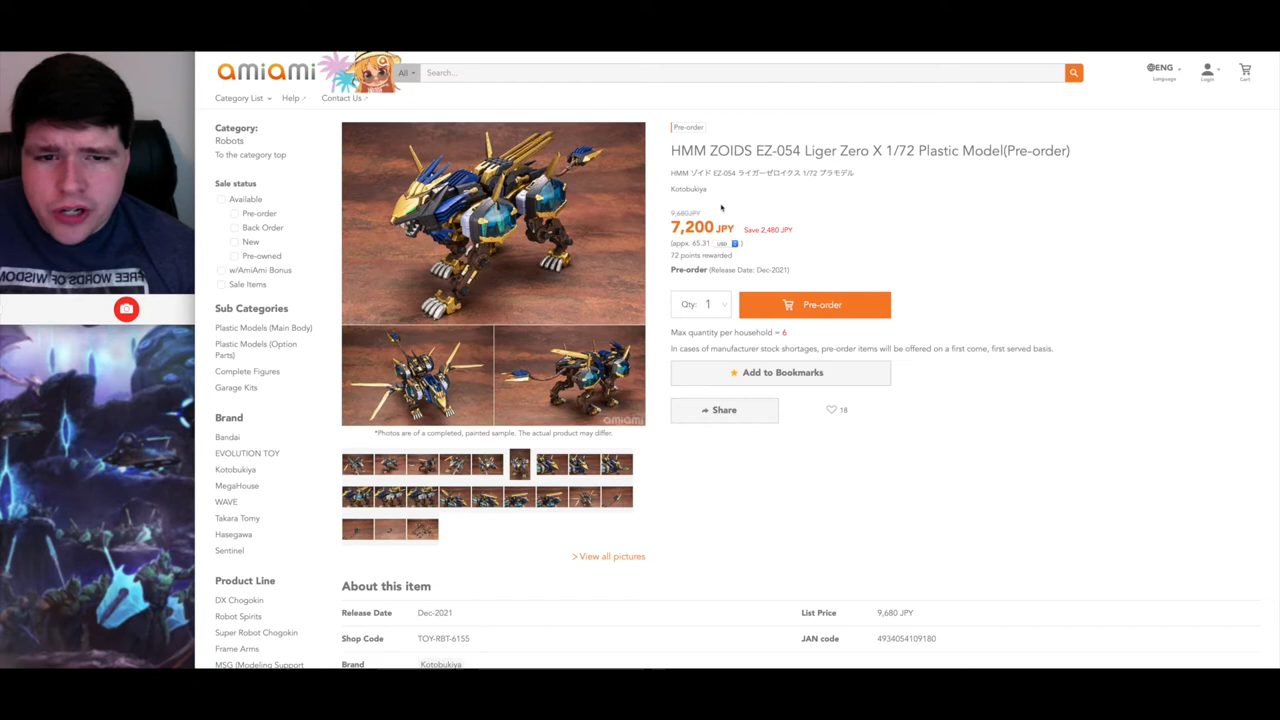 amiami
All
Search...
ENG
Language
Login
Cart
Category List
Help
Contact Us
Category:
Robots
To the category top
Sale status
Available
Pre-order
Back Order
New
Pre-owned
w/AmiAmi Bonus
Sale Items
Sub Categories
Plastic Models (Main Body)
Plastic Models (Option
Parts)
Complete Figures
Garage Kits
Brand
Bandai
EVOLUTION TOY
Kotobukiya
MegaHouse
WAVE
Takara Tomy
Hasegawa
Sentinel
Product Line
DX Chogokin
Robot Spirits
Super Robot Chogokin
Frame Arms
MSG (Modeling Support
FREE WORDS OF WISDOM
amiami
*Photos are of a completed, painted sample. The actual product may differ.
> View all pictures
Pre-order
HMM ZOIDS EZ-054 Liger Zero X 1/72 Plastic Model(Pre-order)
HMM ゾイド EZ-054 ライガーゼロイクス 1/72 プラモデル
Kotobukiya
9,680JPY
7,200 JPY Save 2,480 JPY
(appx. 65.31 USD )
72 points rewarded
Pre-order (Release Date: Dec-2021)
Qty: 1
Pre-order
Max quantity per household = 6
In cases of manufacturer stock shortages, pre-order items will be offered on a first come, first served basis.
Add to Bookmarks
Share
18
About this item
Release Date Dec-2021 List Price 9,680 JPY
Shop Code TOY-RBT-6155 JAN code 4934054109180
Brand Kotobukiya